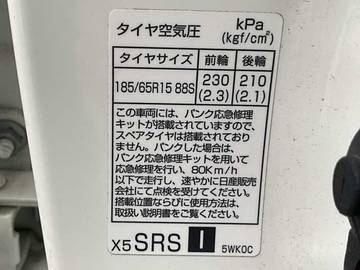 タイヤ空気圧 kPa
(kgf/cm²)
タイヤサイズ 前輪 後輪
185/65R15 88S 230 210
(2.3) (2.1)
この車両には、パンク応急修理
キットが搭載されていますので、
スペアタイヤは搭載されており
ません。パンクした場合は、
パンク応急修理キットを用いて
応急修理を行い、80Km/h
以下で走行し、速やかに日産販売
会社にて点検を受けてください。
搭載位置ならびに使用方法は、
取扱い説明書をご覧ください。
X5 SRS I 5WK0C